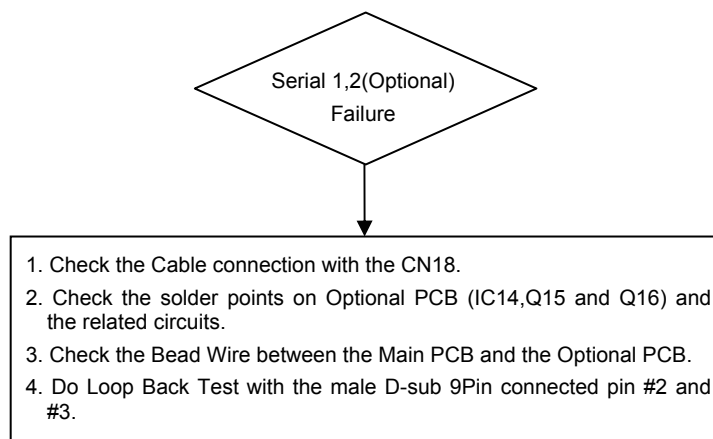 Serial 1,2(Optional)
Failure
1. Check the Cable connection with the CN18.
2. Check the solder points on Optional PCB (IC14,Q15 and Q16) and
the related circuits.
3. Check the Bead Wire between the Main PCB and the Optional PCB.
4. Do Loop Back Test with the male D-sub 9Pin connected pin #2 and
#3.